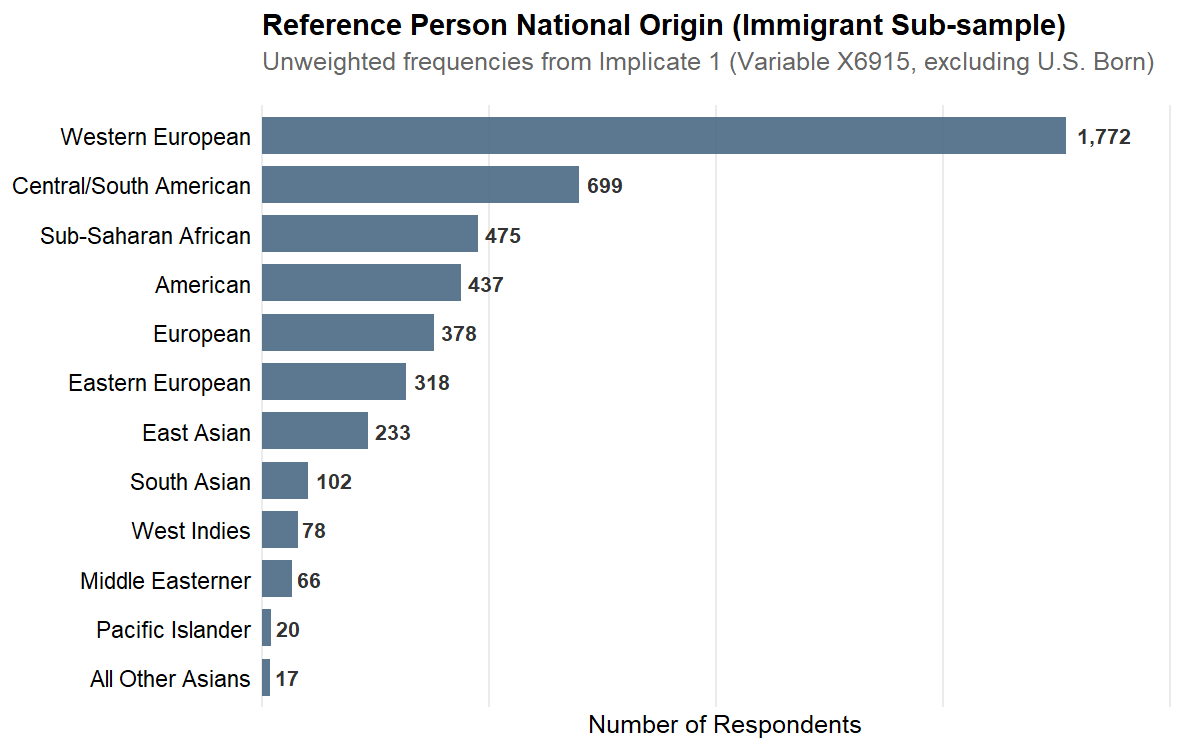 Reference Person National Origin (Immigrant Sub-sample)
Unweighted frequencies from Implicate 1 (Variable X6915, excluding U.S. Born)
Western European 1,772
Central/South American 699
Sub-Saharan African 475
American 437
European 378
Eastern European 318
East Asian 233
South Asian 102
West Indies 78
Middle Easterner 66
Pacific Islander 20
All Other Asians 17
Number of Respondents